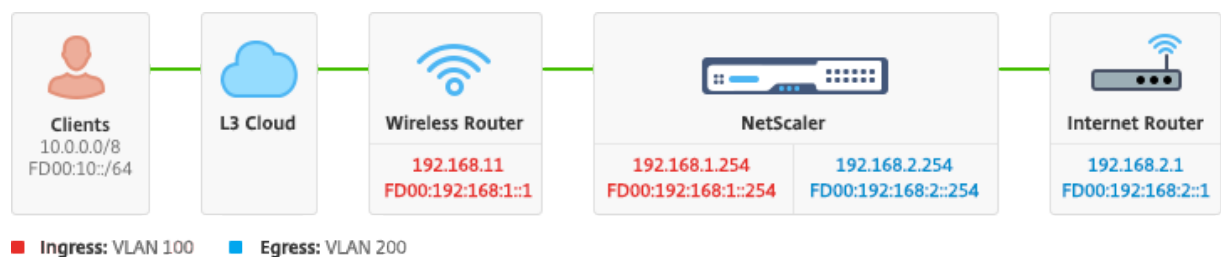 Clients
10.0.0.0/8
FD00:10::/64
L3 Cloud
Wireless Router
192.168.11
FD00:192:168:1::1
NetScaler
192.168.1.254
FD00:192:168:1::254
192.168.2.254
FD00:192:168:2::254
Internet Router
192.168.2.1
FD00:192:168:2::1
Ingress: VLAN 100
Egress: VLAN 200